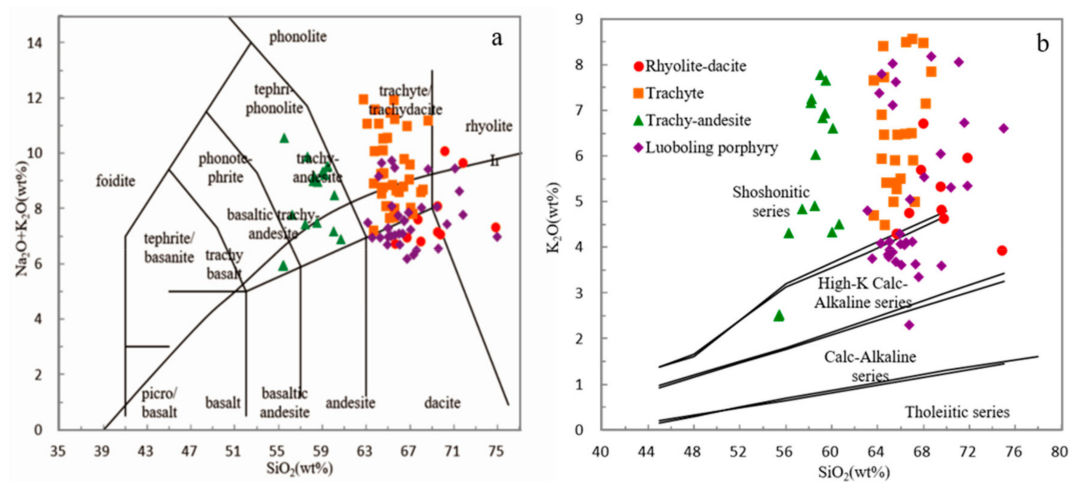 a
phonolite
tephri-
phonolite
trachyte/
trachydacite
rhyolite
phonote-
phrite
trachy-
andesite
Ir
foidite
basaltic trachy-
andesite
tephrite/
basanite
trachy
basalt
picro/
basalt
basalt
basaltic
andesite
andesite
dacite
Na₂O+K₂O(wt%)
14
12
10
8
6
4
2
0
35
39
43
47
51
55
59
63
67
71
75
SiO₂(wt%)
b
Rhyolite-dacite
Trachyte
Trachy-andesite
Luoboling porphyry
Shoshonitic
series
High-K Calc-
Alkaline series
Calc-Alkaline
series
Tholeiitic series
K₂O(wt%)
9
8
7
6
5
4
3
2
1
0
40
44
48
52
56
60
64
68
72
76
80
SiO₂(wt%)